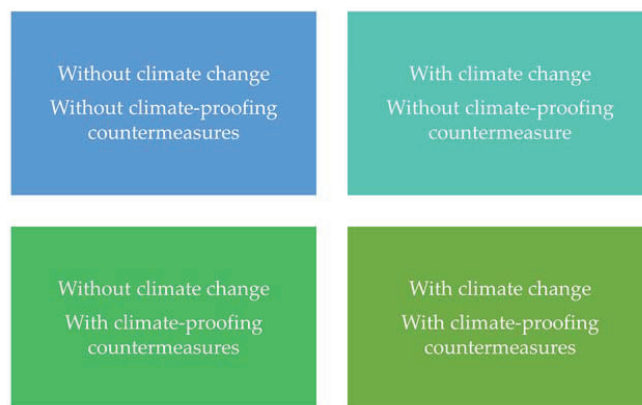 Without climate change
Without climate-proofing
countermeasures
With climate change
Without climate-proofing
countermeasure
Without climate change
With climate-proofing
countermeasures
With climate change
With climate-proofing
countermeasures